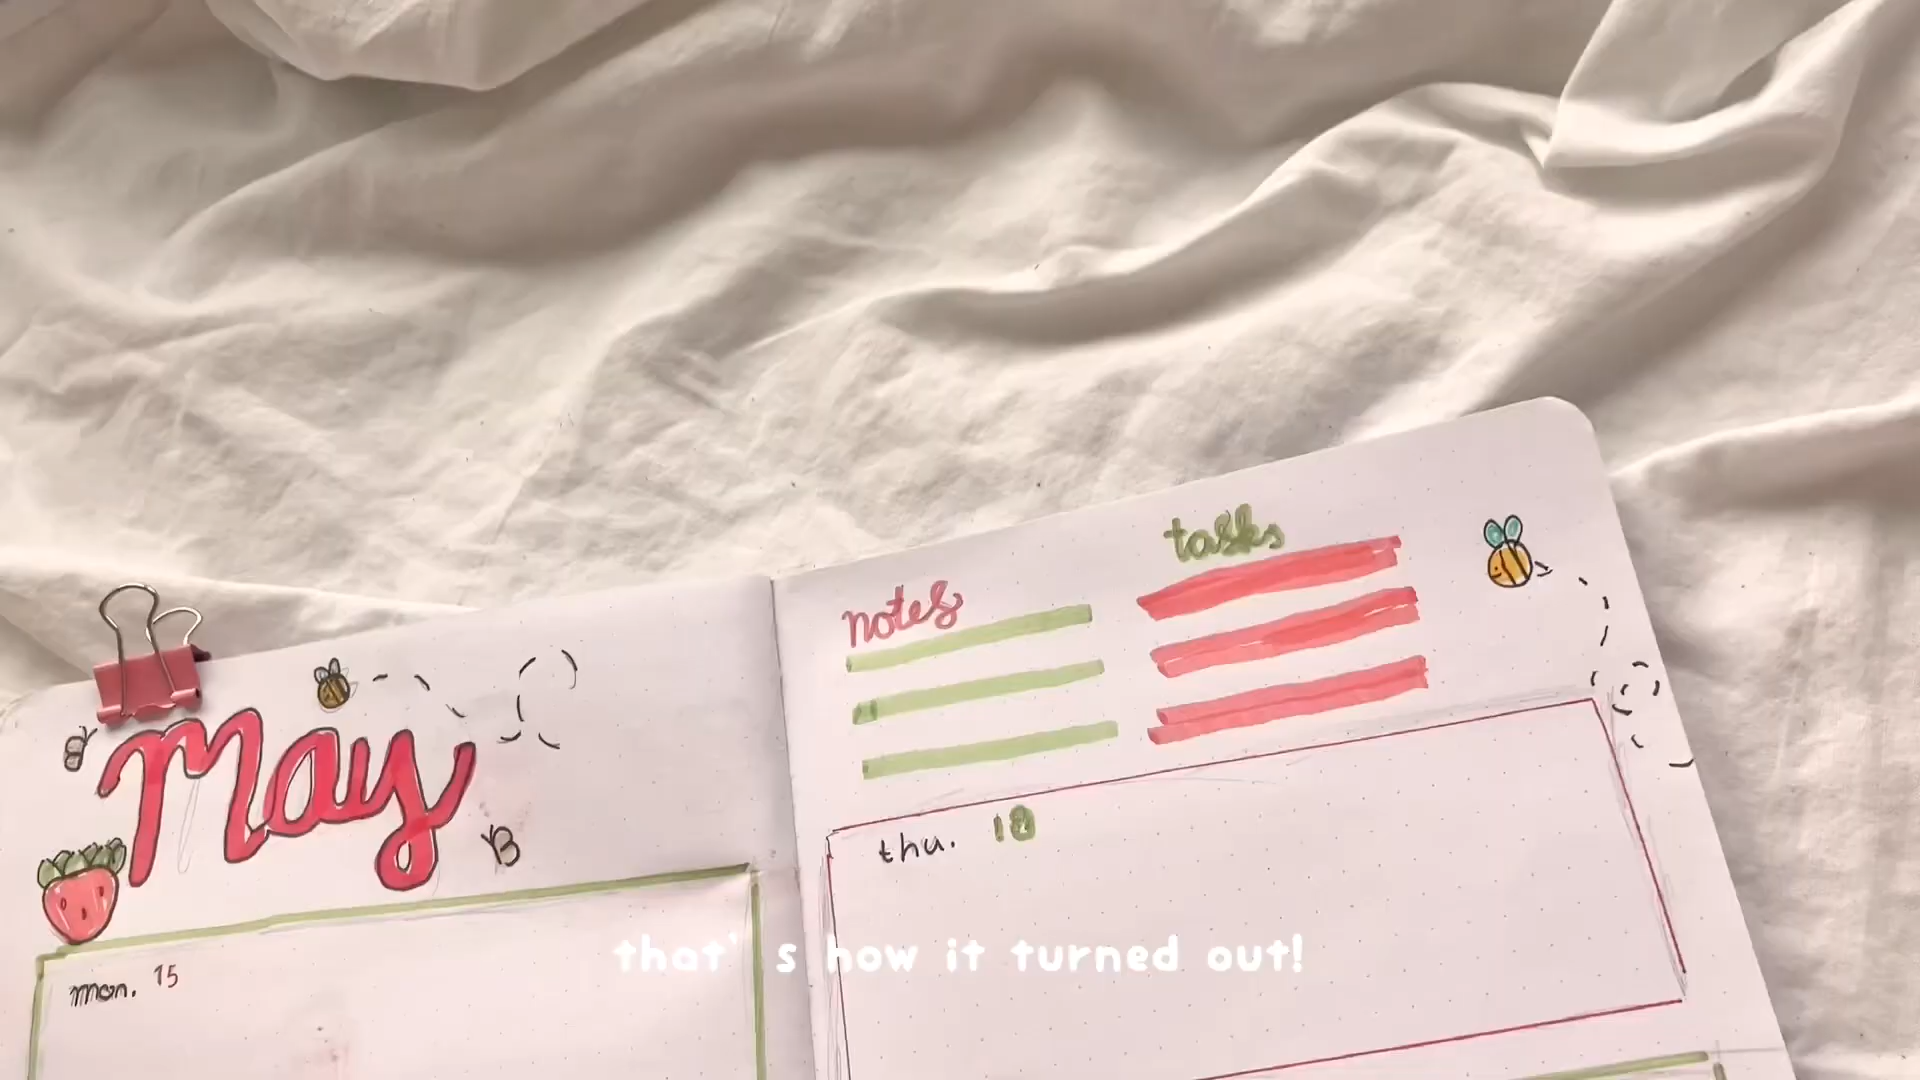 May
mon. 15
notes
tasks
thu. 18
that's how it turned out!